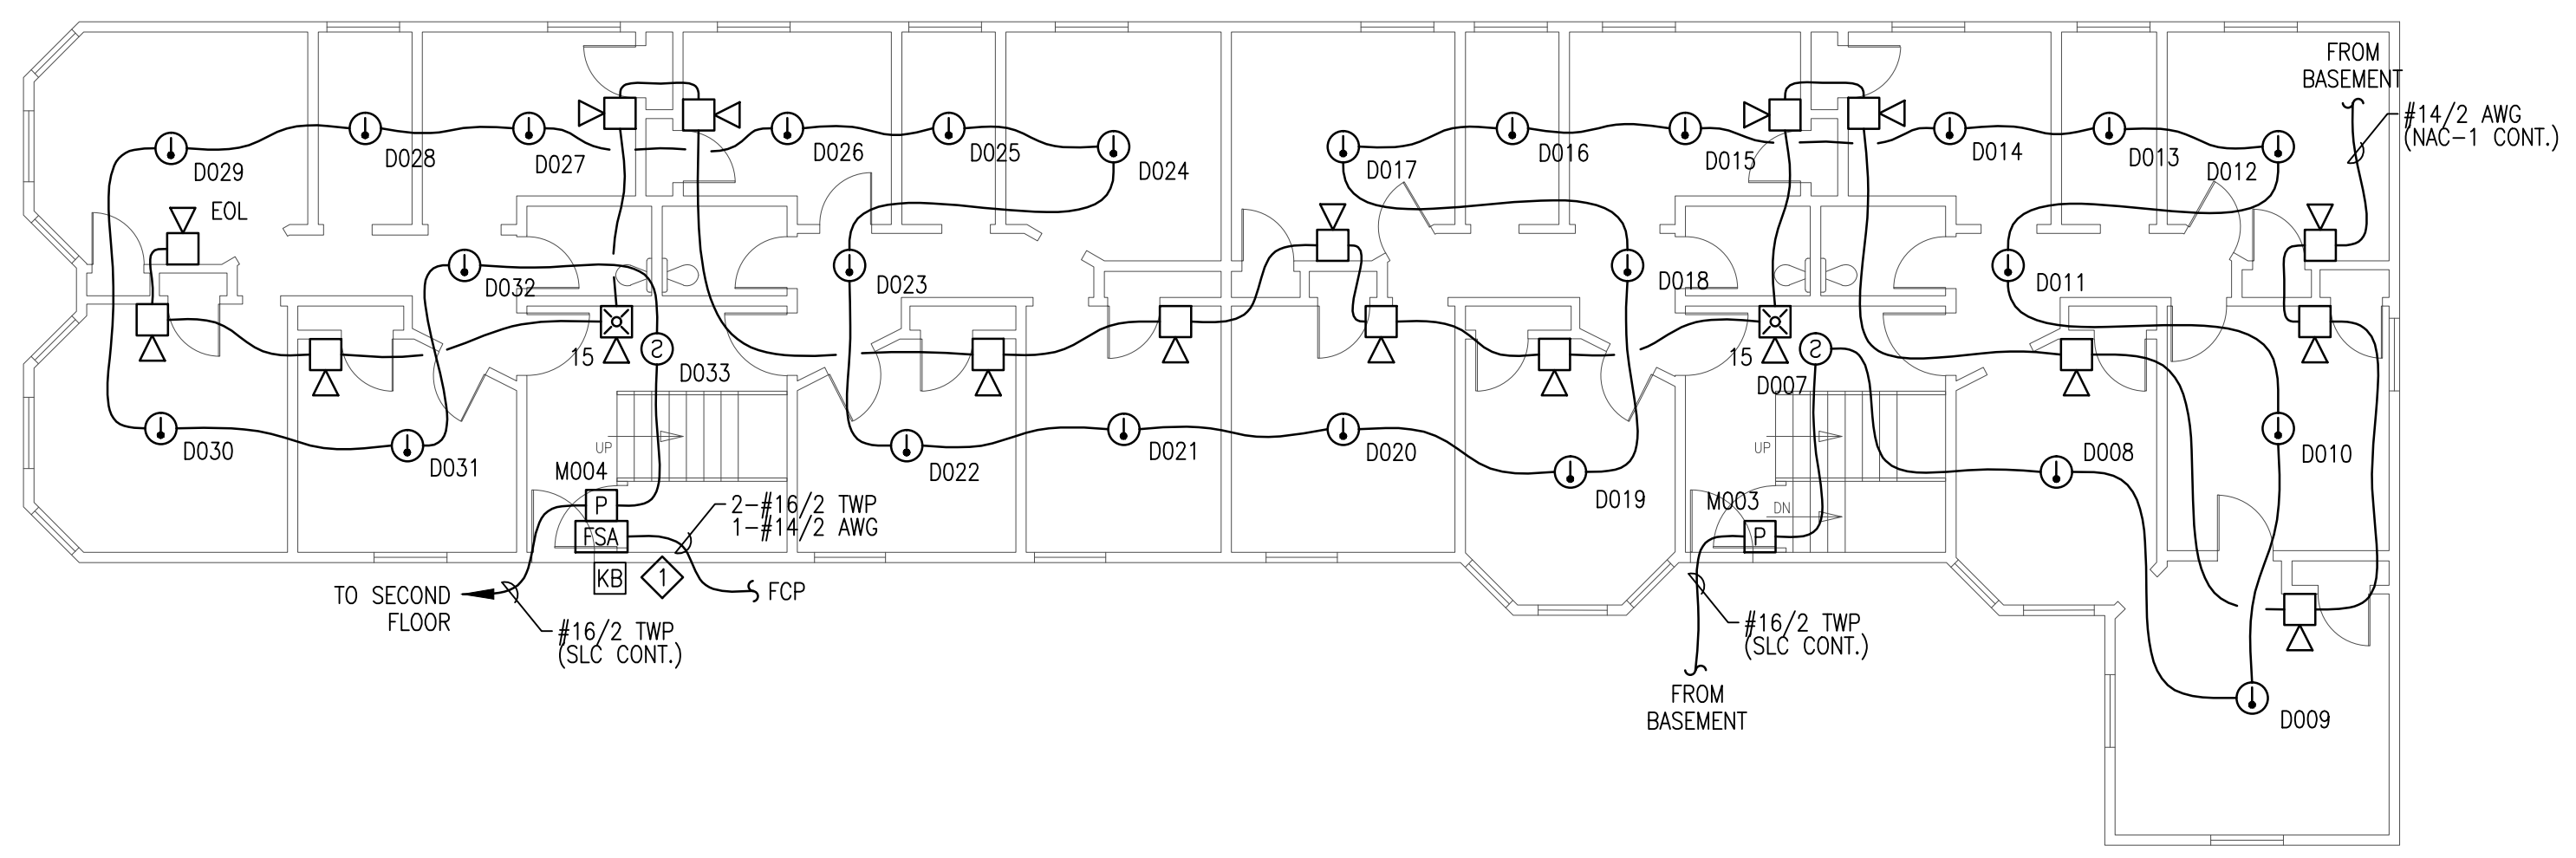 FROM
BASEMENT
#14/2 AWG
(NAC-1 CONT.)
D029
D028
D027
D026
D025
D024
D017
D016
D015
D014
D013
D012
EOL
D032
D023
D018
D011
15
S
D033
15
S
D007
D030
D031
D022
D021
D020
D019
D008
D010
UP
UP
M004
P
FSA
KB
1
2-#16/2 TWP
1-#14/2 AWG
FCP
M003
P
DN
TO SECOND
FLOOR
#16/2 TWP
(SLC CONT.)
#16/2 TWP
(SLC CONT.)
FROM
BASEMENT
D009